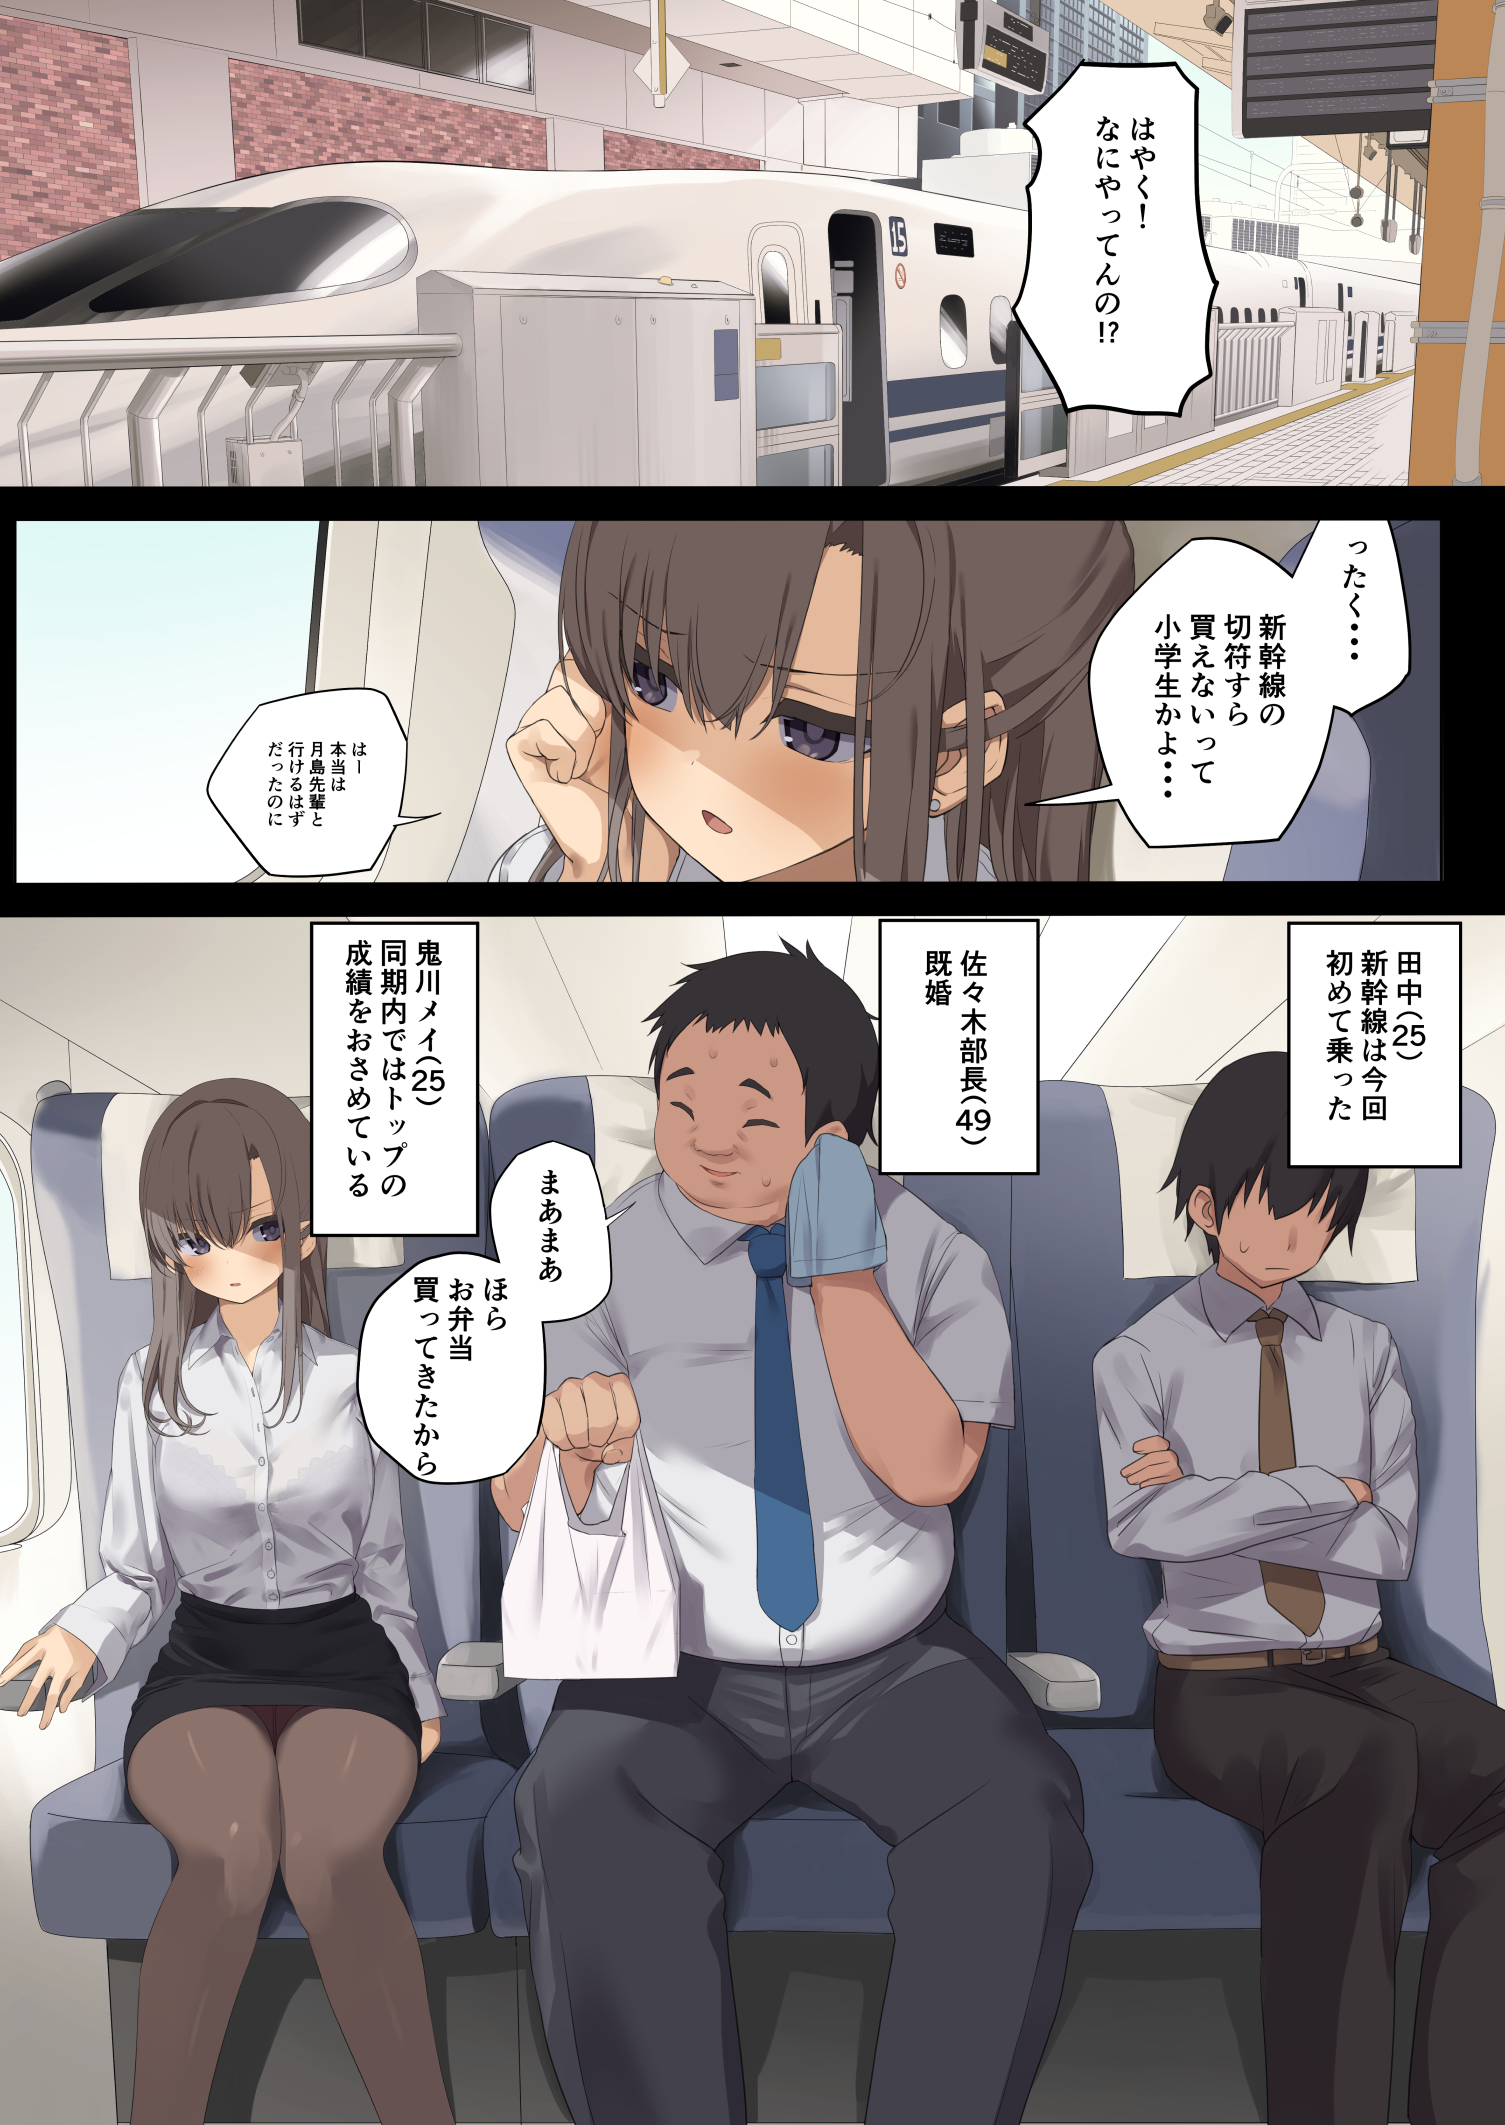 はやく!
なにやってんの!?
15
ったく・・・
新幹線の
切符すら
買えないって
小学生かよ・・・
はー
本当は
月島先輩と
行けるはず
だったのに
田中(25)
新幹線は今回
初めて乗った
佐々木部長(49)
既婚
鬼川メイ(25)
同期内ではトップの
成績をおさめている
まあまあ
ほら
お弁当
買ってきたから